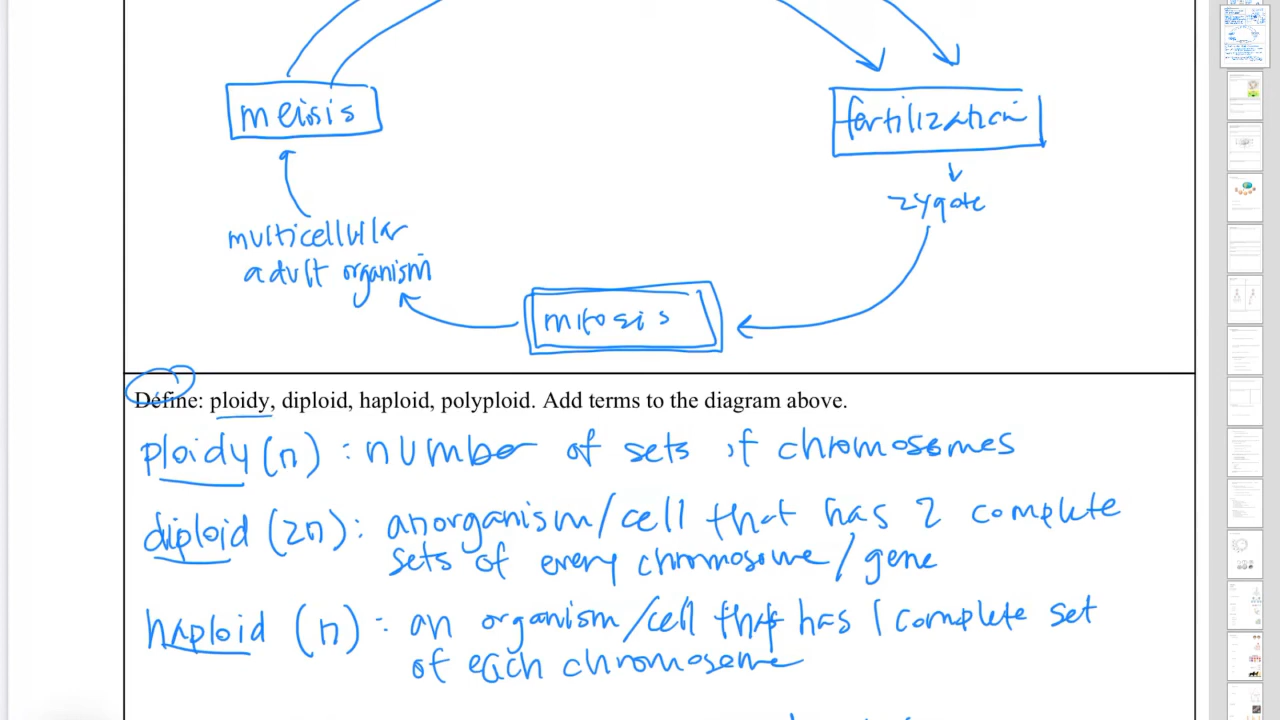 meiosis
fertilization
zygote
multicellular
adult organism
mitosis
Define: ploidy, diploid, haploid, polyploid. Add terms to the diagram above.
ploidy (n): number of sets of chromosomes
diploid (2n): an organism/cell that has 2 complete
sets of every chromosome/gene
haploid (n): an organism/cell that has 1 complete set
of each chromosome